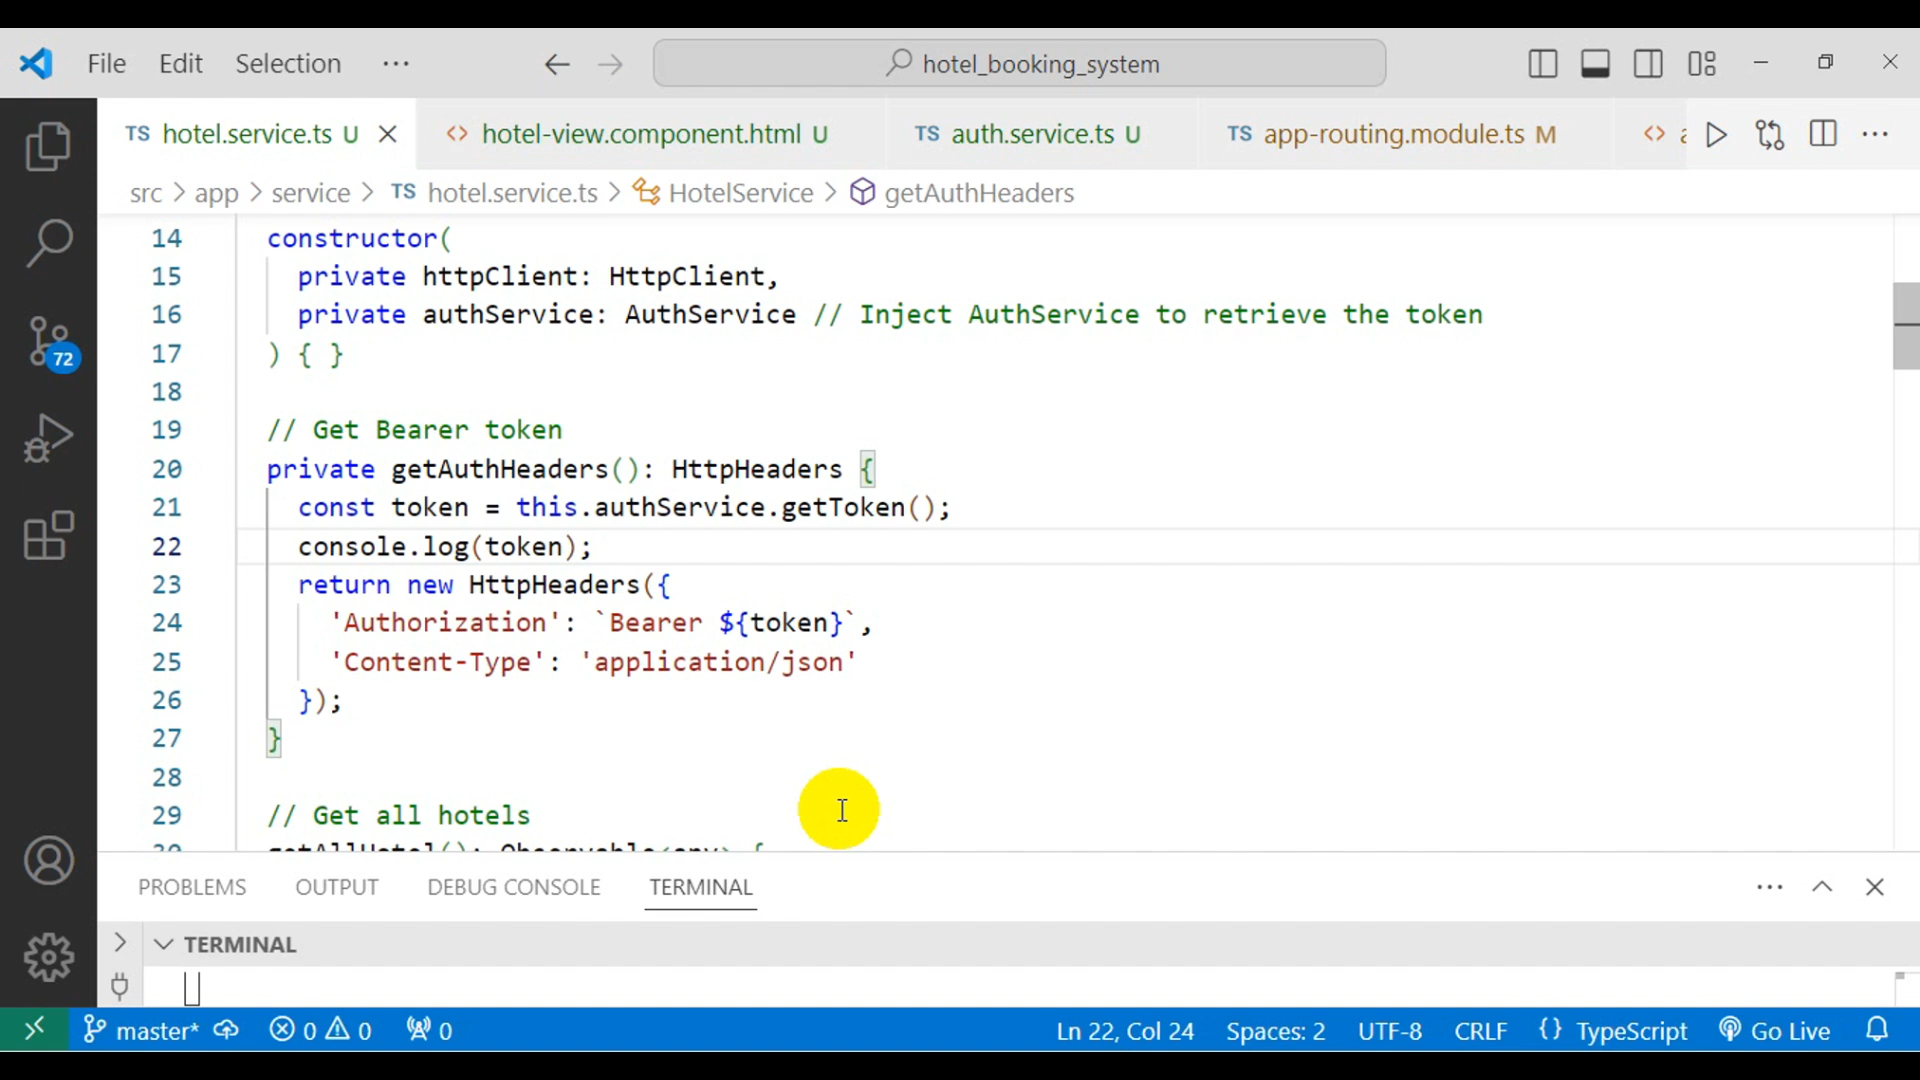 File Edit Selection ··· hotel_booking_system
TS hotel.service.ts U hotel-view.component.html U TS auth.service.ts U TS app-routing.module.ts M
src > app > service > TS hotel.service.ts > HotelService > getAuthHeaders
14 constructor(
15 private httpClient: HttpClient,
16 private authService: AuthService // Inject AuthService to retrieve the token
17 ) { }
18
19 // Get Bearer token
20 private getAuthHeaders(): HttpHeaders {
21 const token = this.authService.getToken();
22 console.log(token);
23 return new HttpHeaders({
24 'Authorization': `Bearer ${token}`,
25 'Content-Type': 'application/json'
26 });
27 }
28
29 // Get all hotels
30 getAllHotel(): Observable<any> {
72
PROBLEMS OUTPUT DEBUG CONSOLE TERMINAL
TERMINAL
master* 0 0 0 Ln 22, Col 24 Spaces: 2 UTF-8 CRLF {} TypeScript Go Live